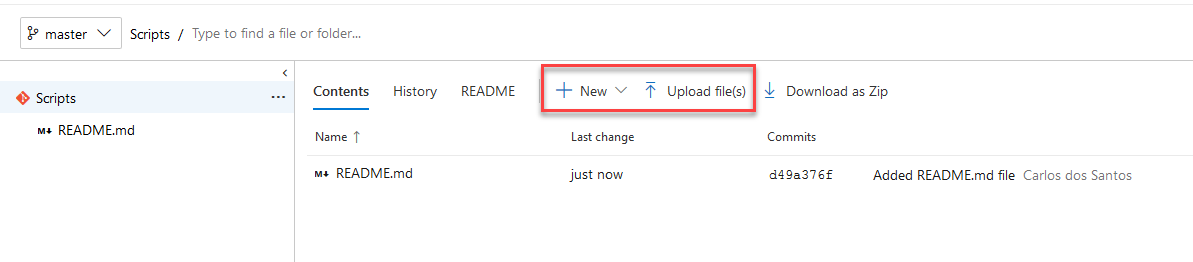 master Scripts / Type to find a file or folder...
Scripts
README.md
Contents History README New Upload file(s) Download as Zip
Name ↑ Last change Commits
README.md just now d49a376f Added README.md file Carlos dos Santos